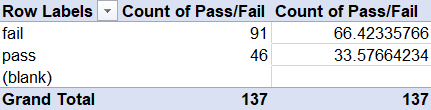 Row Labels Count of Pass/Fail Count of Pass/Fail
fail 91 66.42335766
pass 46 33.57664234
(blank)
Grand Total 137 137